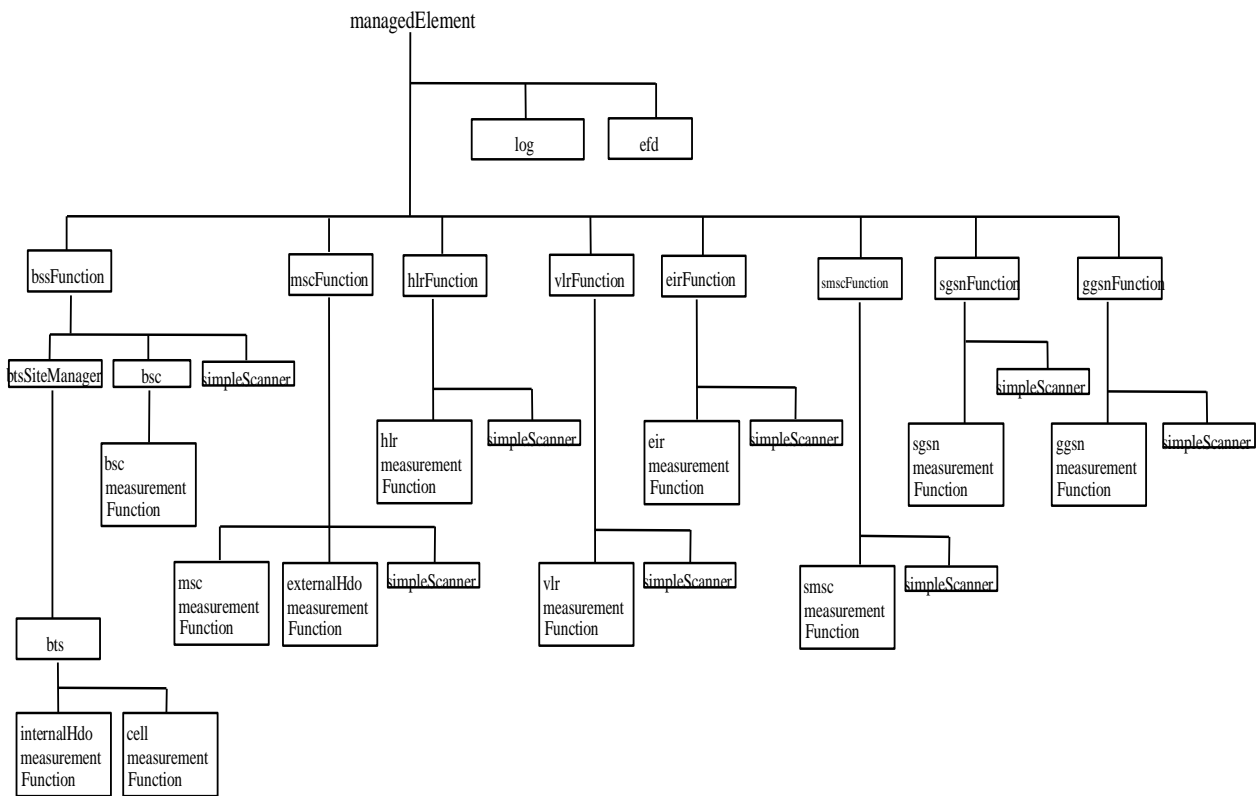 managedElement
log
efd
bssFunction
mscFunction
hlrFunction
vlrFunction
eirFunction
smscFunction
sgsnFunction
ggsnFunction
btsSiteManager
bsc
simpleScanner
simpleScanner
simpleScanner
hlr
measurement
Function
simpleScanner
eir
measurement
Function
simpleScanner
sgsn
measurement
Function
ggsn
measurement
Function
bsc
measurement
Function
msc
measurement
Function
externalHdo
measurement
Function
simpleScanner
vlr
measurement
Function
simpleScanner
smsc
measurement
Function
simpleScanner
bts
internalHdo
measurement
Function
cell
measurement
Function